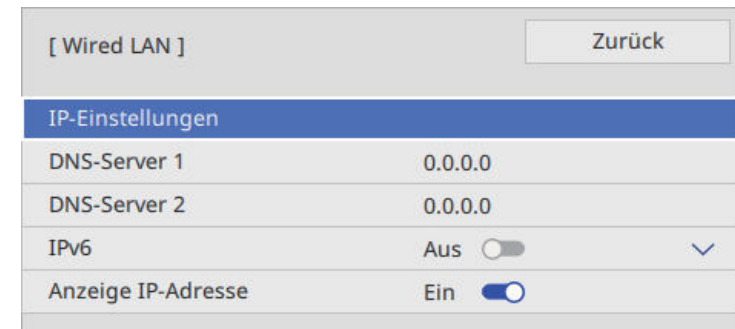 [ Wired LAN ] Zurück
IP-Einstellungen
DNS-Server 1 0.0.0.0
DNS-Server 2 0.0.0.0
IPv6 Aus
Anzeige IP-Adresse Ein